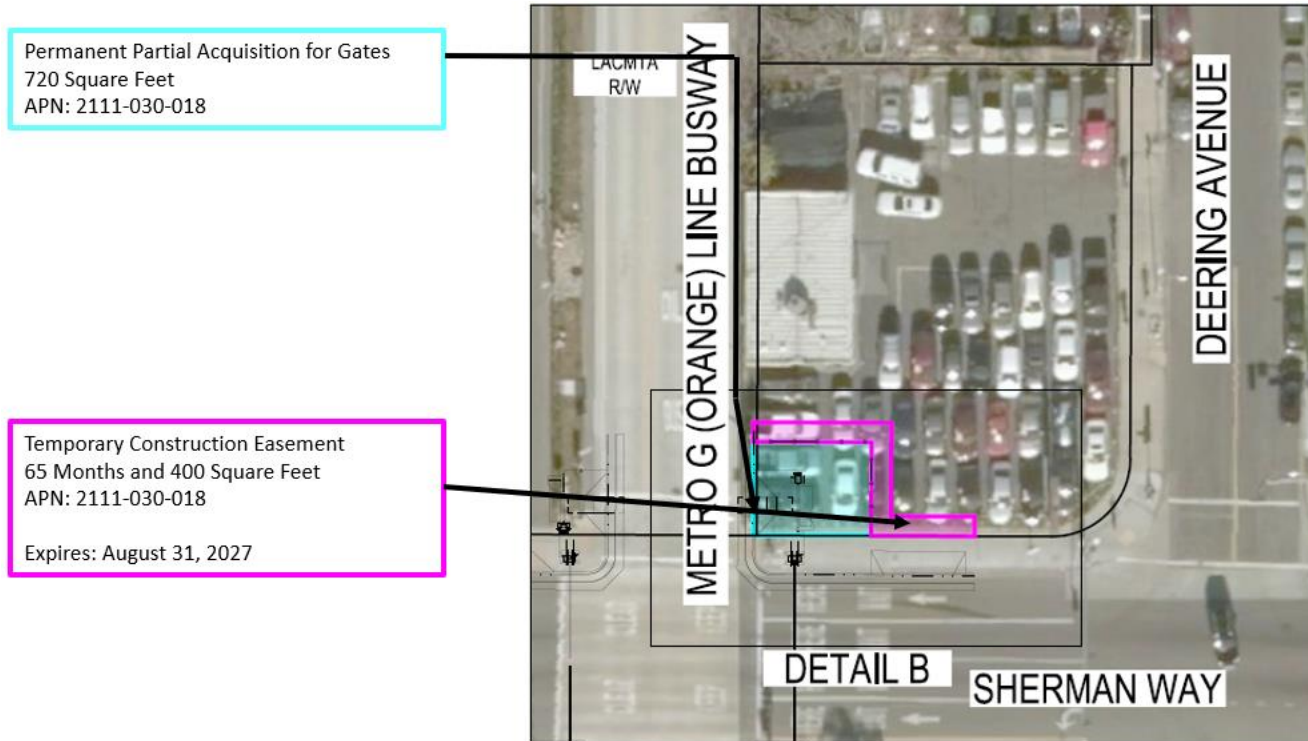 Permanent Partial Acquisition for Gates
720 Square Feet
APN: 2111-030-018
Temporary Construction Easement
65 Months and 400 Square Feet
APN: 2111-030-018
Expires: August 31, 2027
LACMTA
R/W
METRO G (ORANGE) LINE BUSWAY
DEERING AVENUE
DETAIL B
SHERMAN WAY